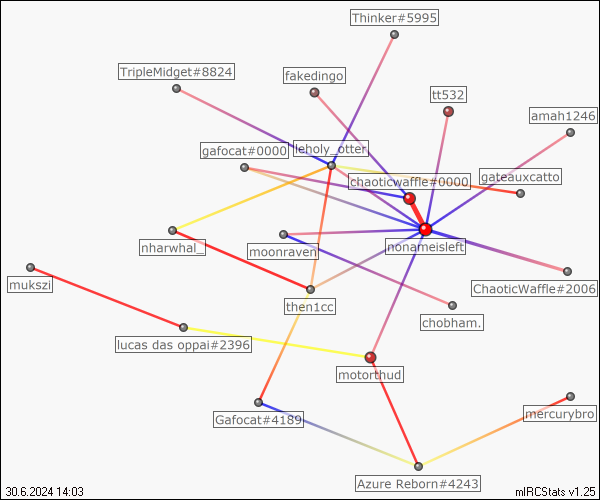 Thinker#5995
TripleMidget#8824
fakedingo
tt532
amah1246
gafocat#0000
leholy_otter
chaoticwaffle#0000
gateauxcatto
nharwhal_
moonraven
nonameisleft
mukszi
ChaoticWaffle#2006
then1cc
chobham.
lucas das oppai#2396
motorthud
Gafocat#4189
mercurybro
Azure Reborn#4243
30.6.2024 14:03
mIRCStats v1.25